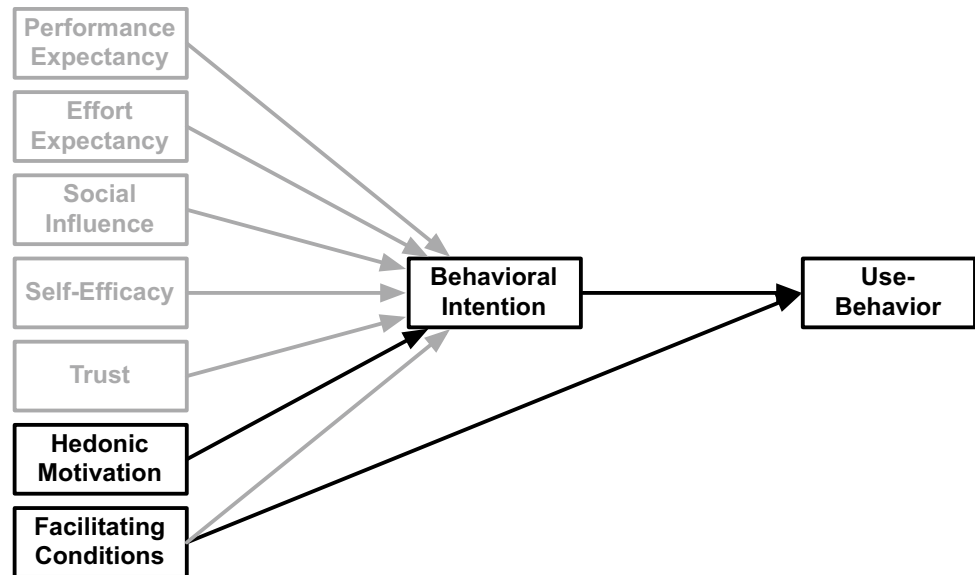 Performance
Expectancy
Effort
Expectancy
Social
Influence
Self-Efficacy
Trust
Hedonic
Motivation
Facilitating
Conditions
Behavioral
Intention
Use-
Behavior